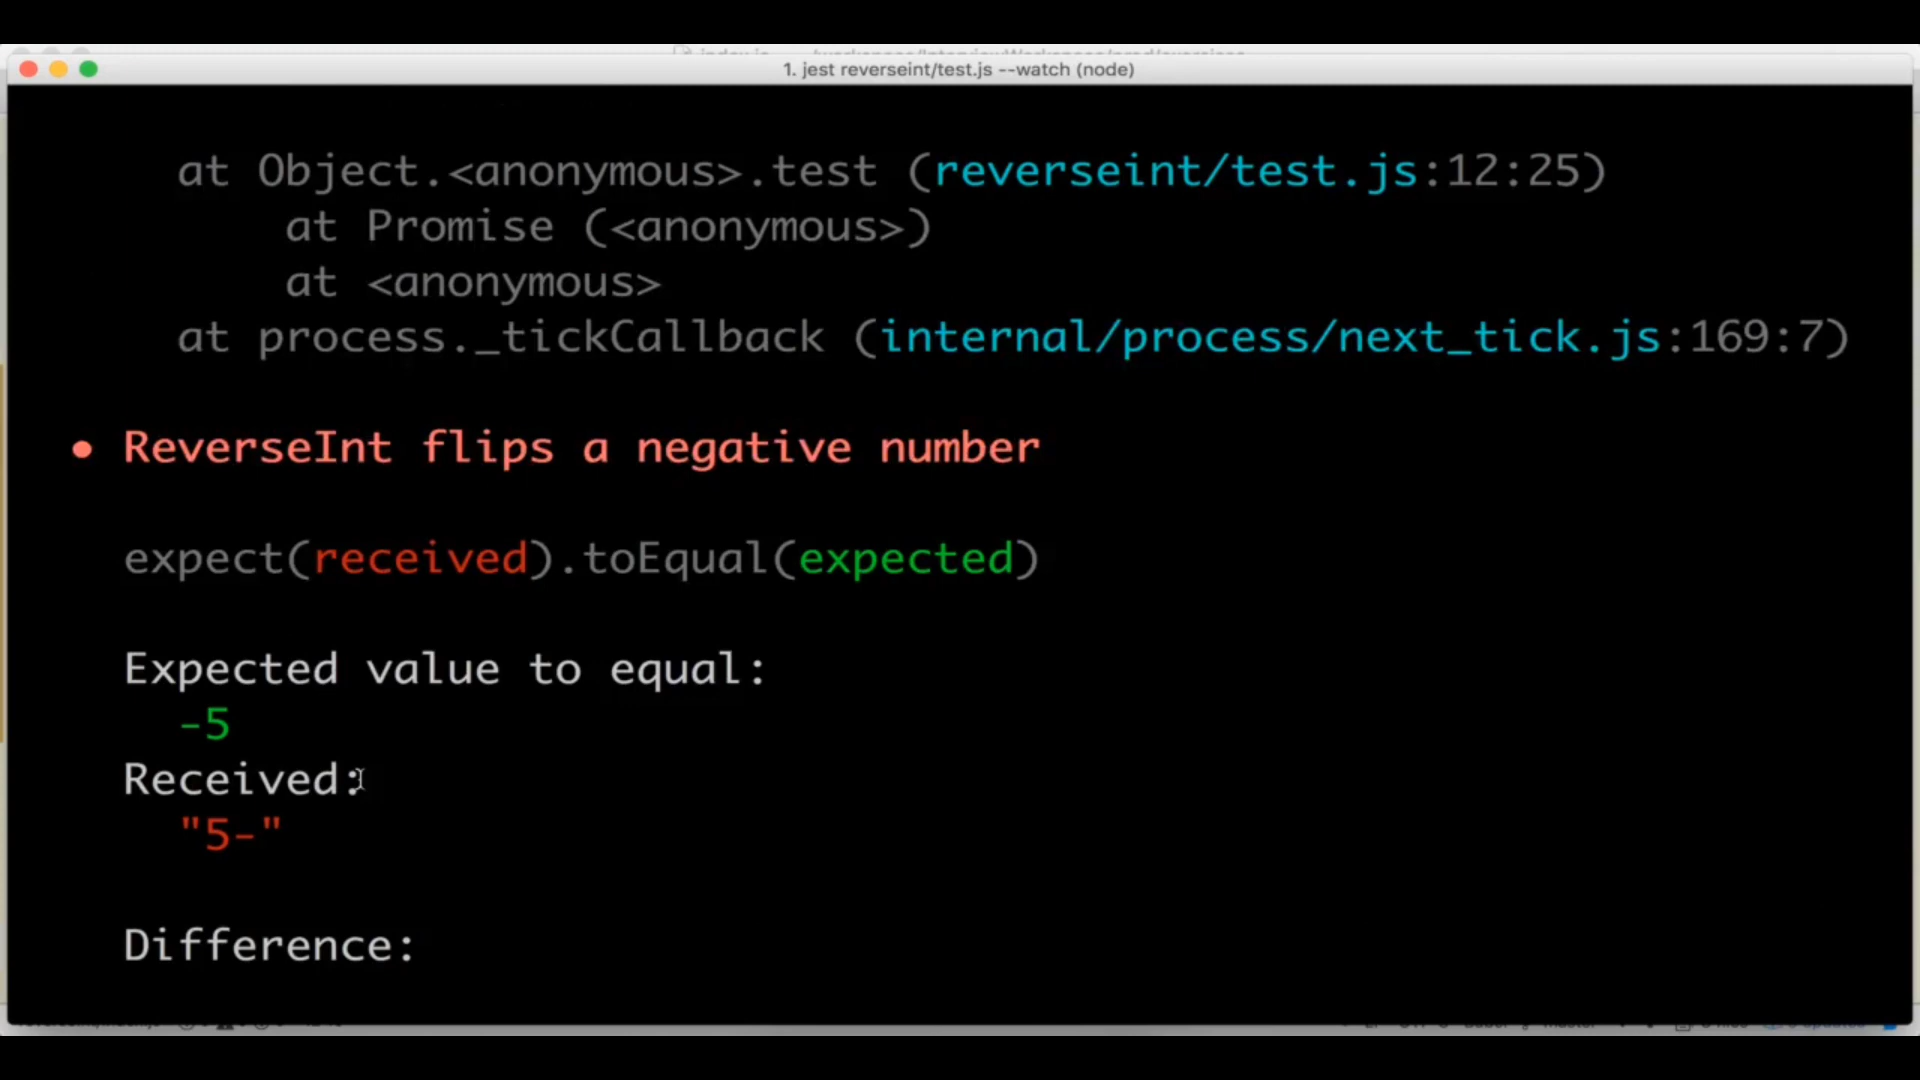 1. jest reverseint/test.js --watch (node)
at Object.<anonymous>.test (reverseint/test.js:12:25)
at Promise (<anonymous>)
at <anonymous>
at process._tickCallback (internal/process/next_tick.js:169:7)
● ReverseInt flips a negative number
expect(received).toEqual(expected)
Expected value to equal:
-5
Received:
"5-"
Difference: